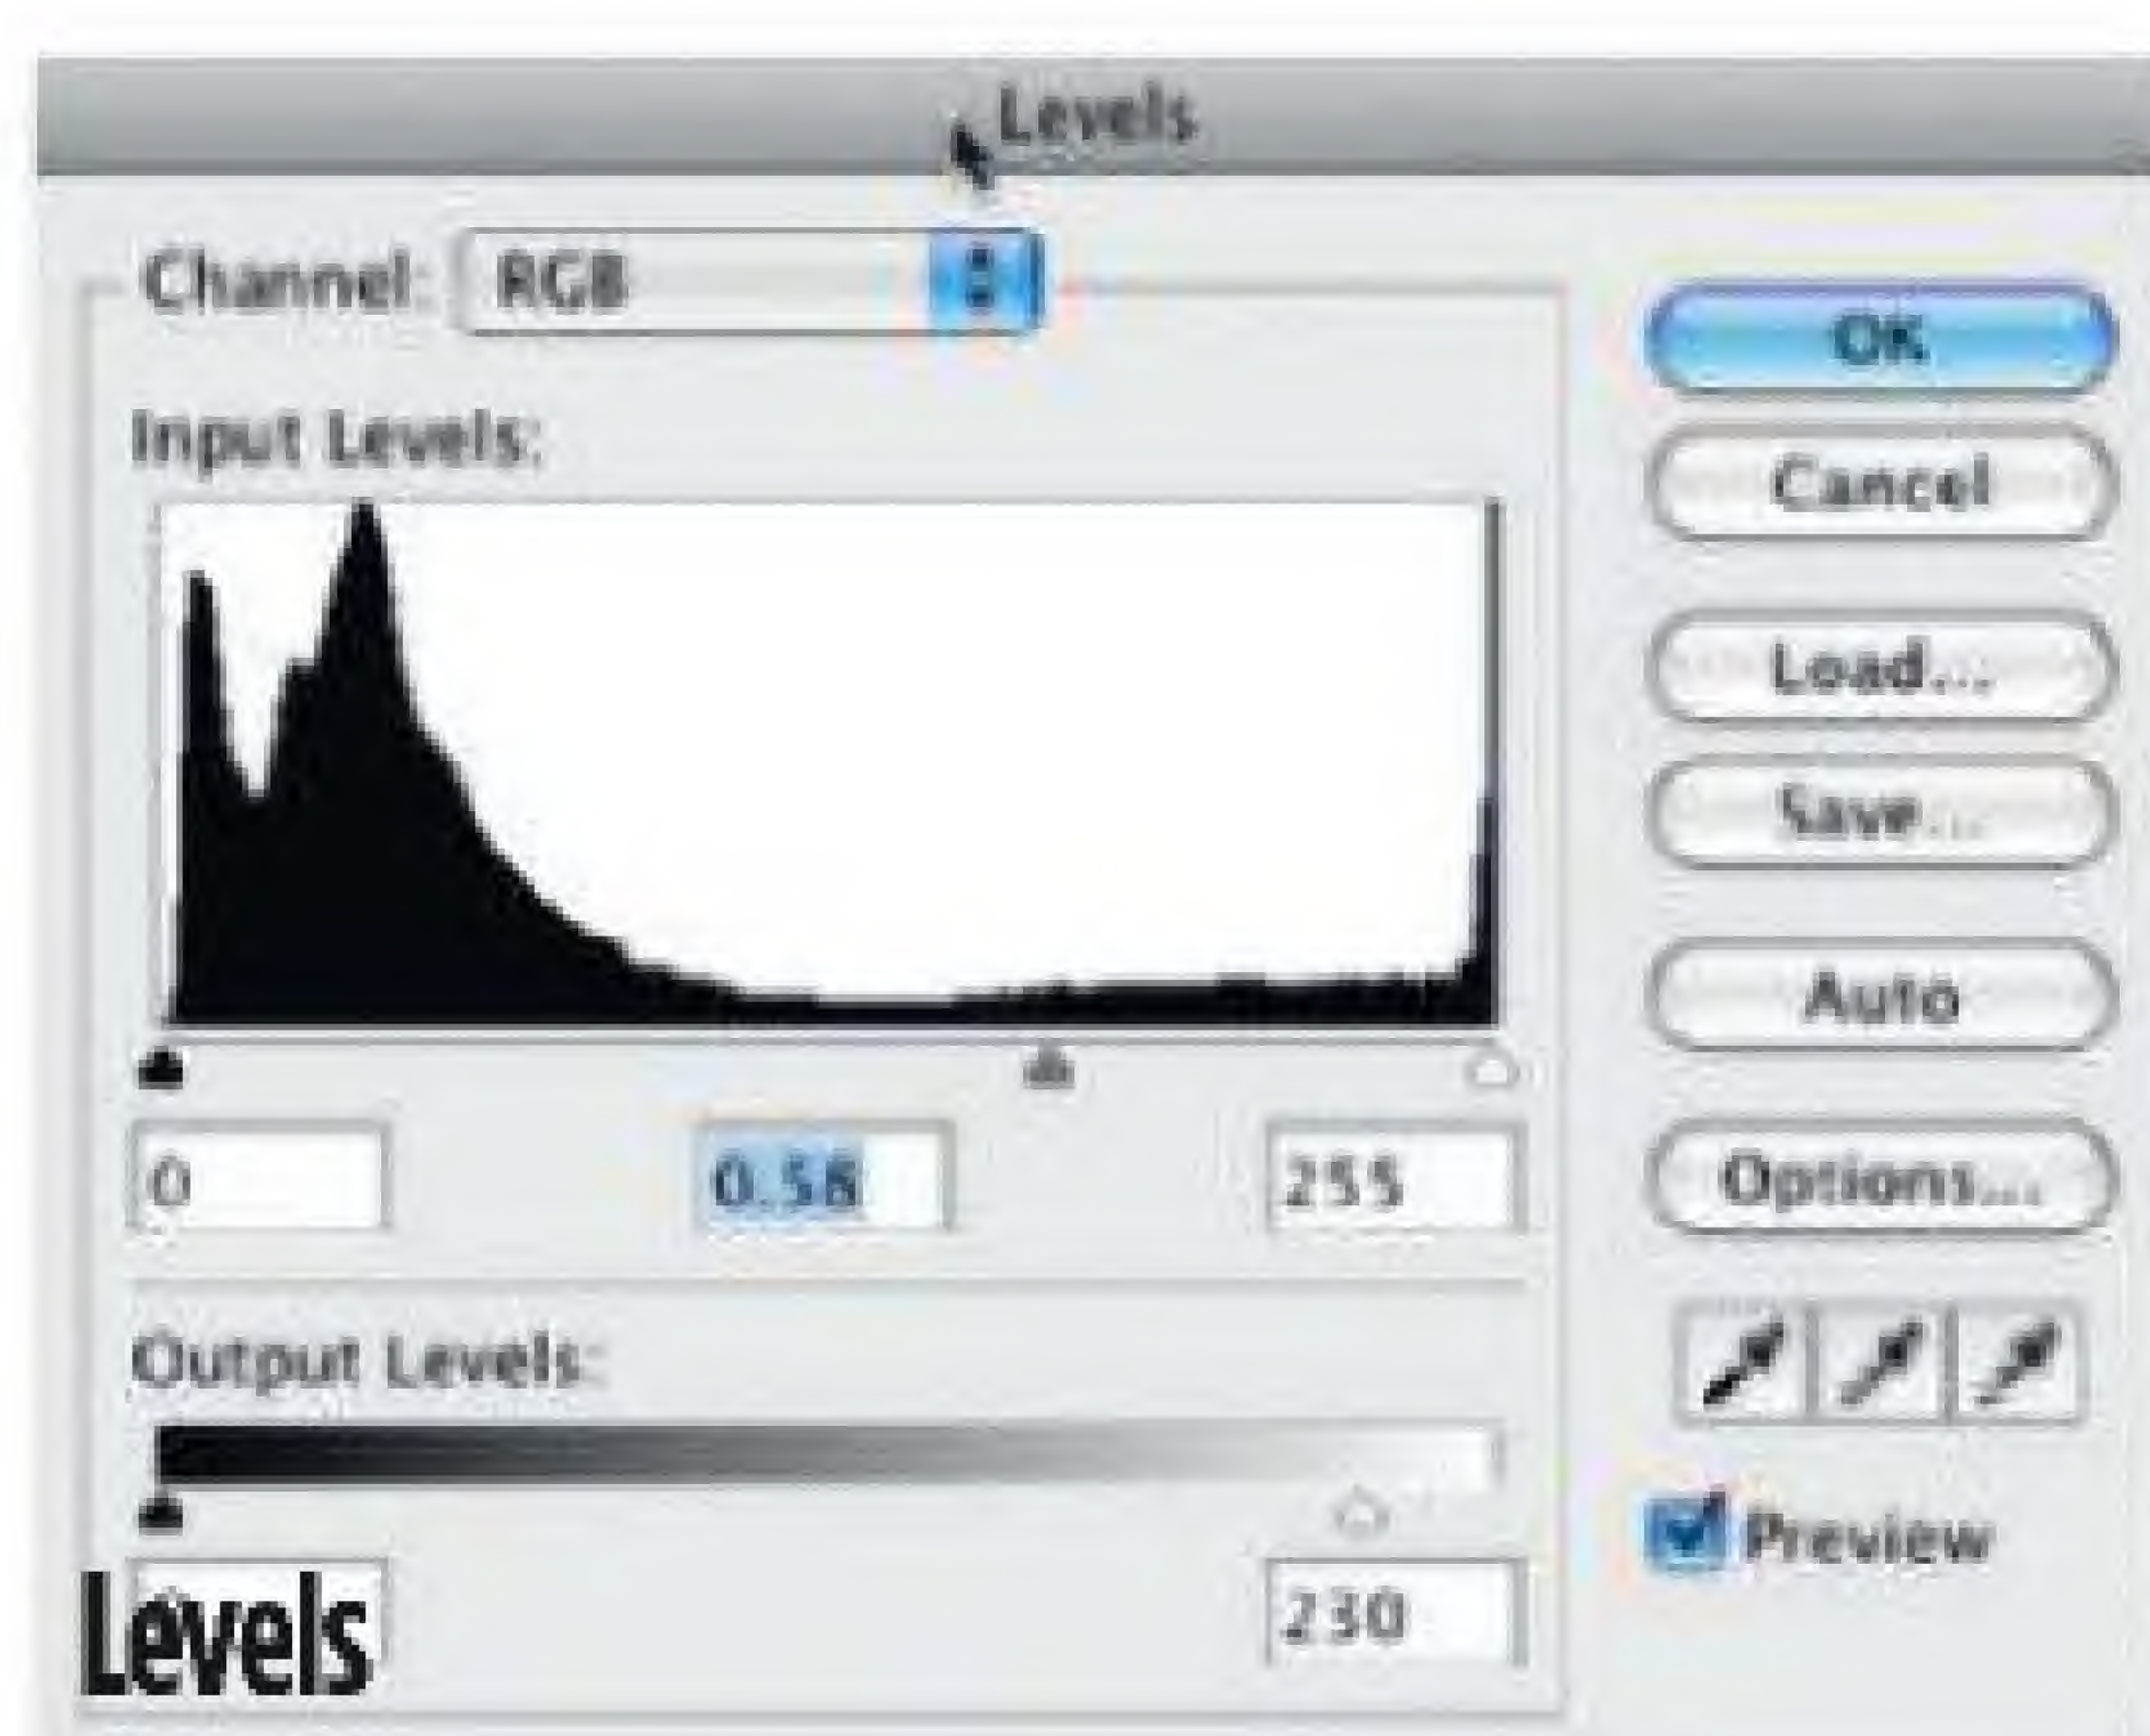 Levels
Channel: RGB
OK
Input Levels:
Cancel
Load...
Save...
Auto
0 0.58 255
Options...
Output Levels:
Preview
230
Levels